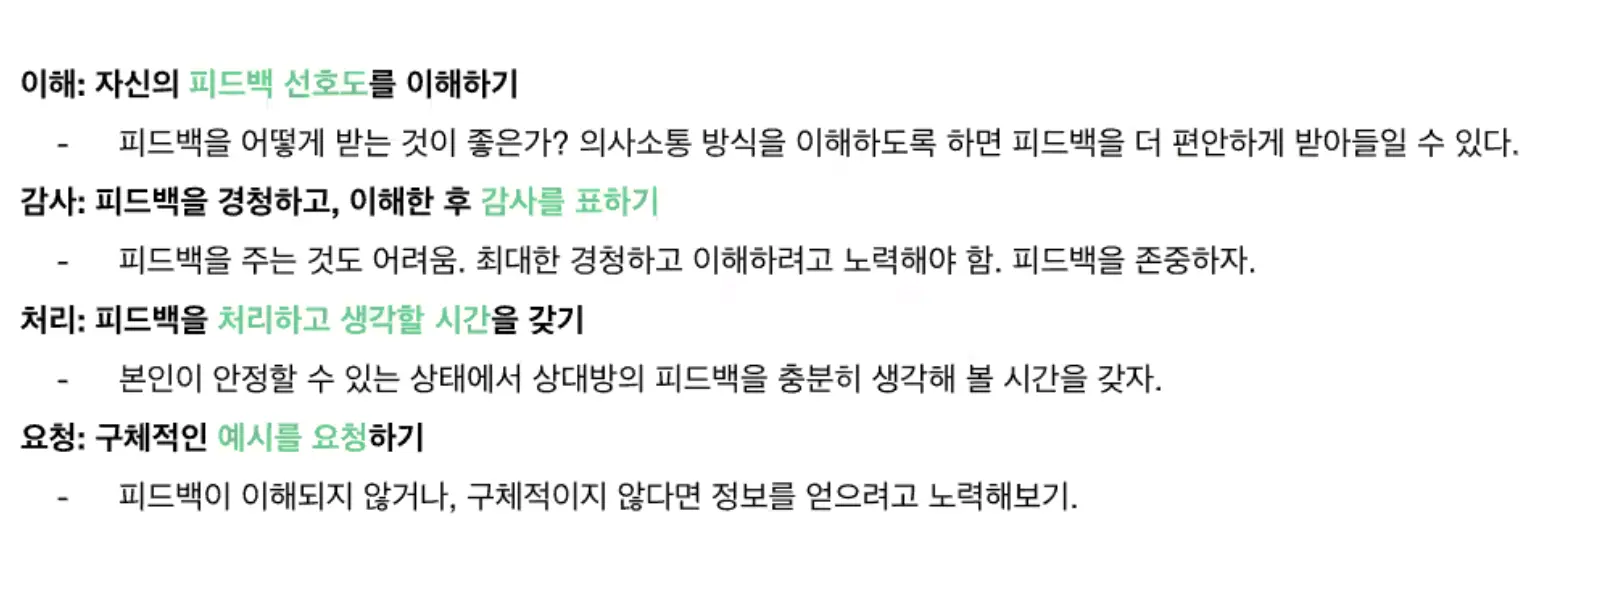 이해: 자신의 피드백 선호도를 이해하기
- 피드백을 어떻게 받는 것이 좋은가? 의사소통 방식을 이해하도록 하면 피드백을 더 편안하게 받아들일 수 있다.
감사: 피드백을 경청하고, 이해한 후 감사를 표하기
- 피드백을 주는 것도 어려움. 최대한 경청하고 이해하려고 노력해야 함. 피드백을 존중하자.
처리: 피드백을 처리하고 생각할 시간을 갖기
- 본인이 안정할 수 있는 상태에서 상대방의 피드백을 충분히 생각해 볼 시간을 갖자.
요청: 구체적인 예시를 요청하기
- 피드백이 이해되지 않거나, 구체적이지 않다면 정보를 얻으려고 노력해보기.